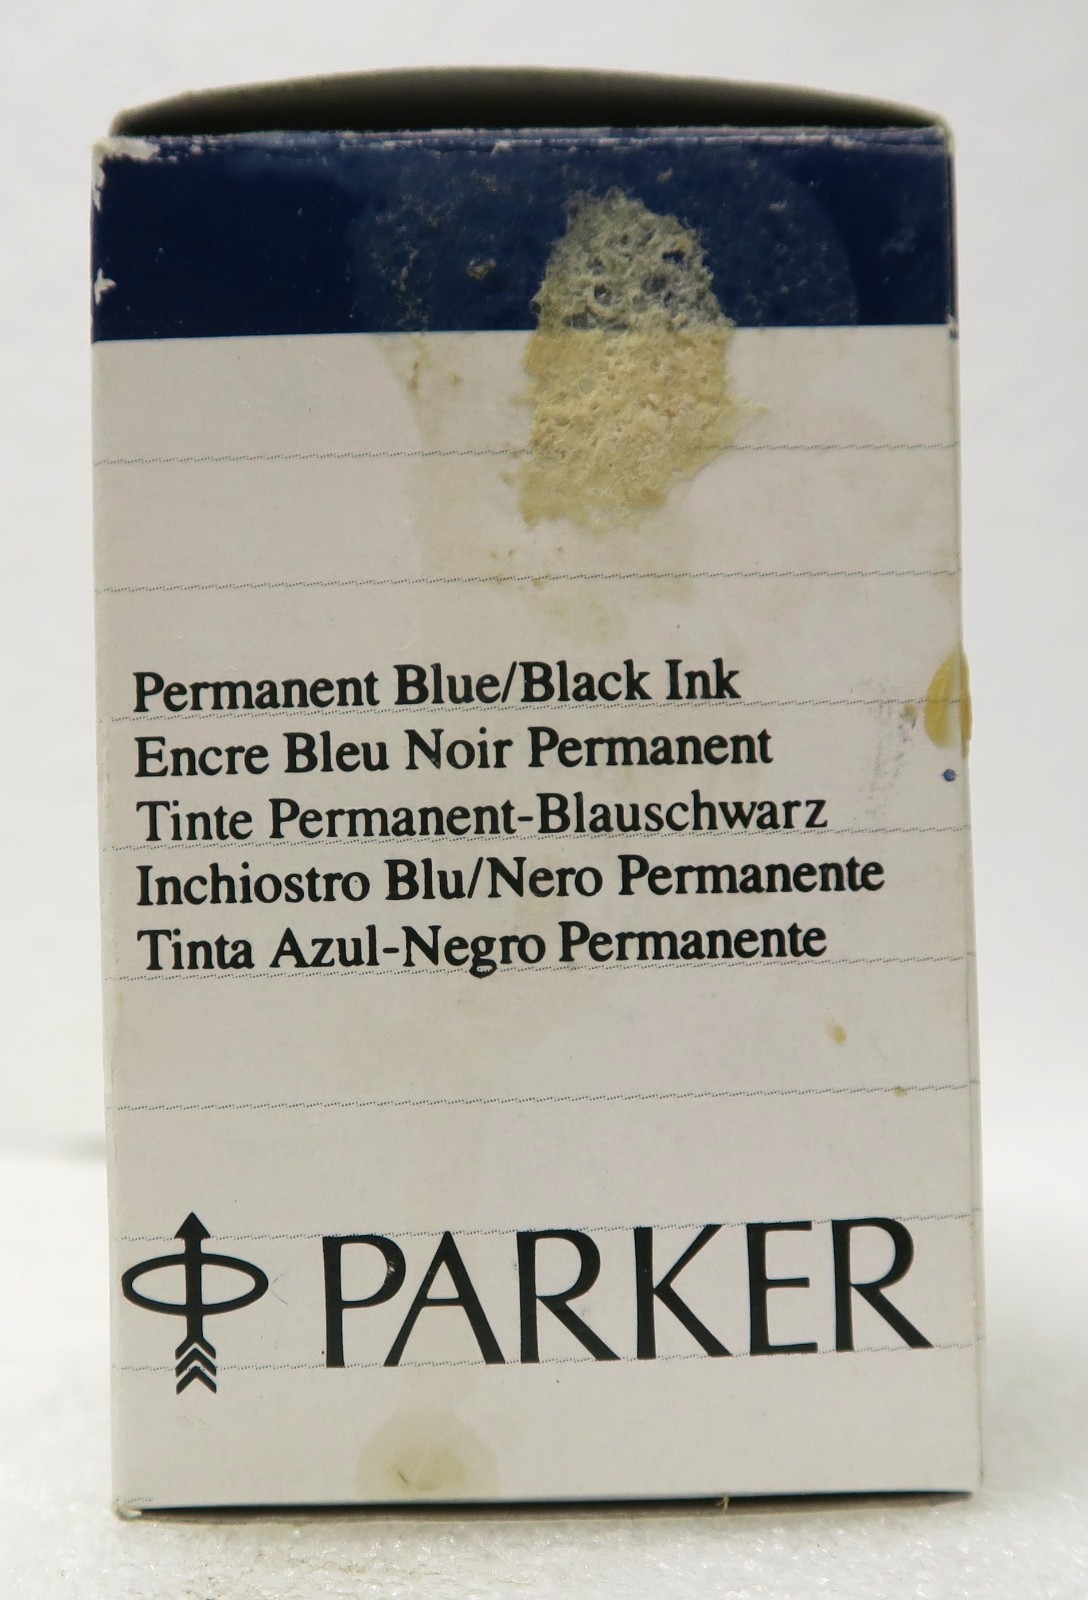 Permanent Blue/Black Ink
Encre Bleu Noir Permanent
Tinte Permanent-Blauschwarz
Inchiostro Blu/Nero Permanente
Tinta Azul-Negro Permanente
PARKER